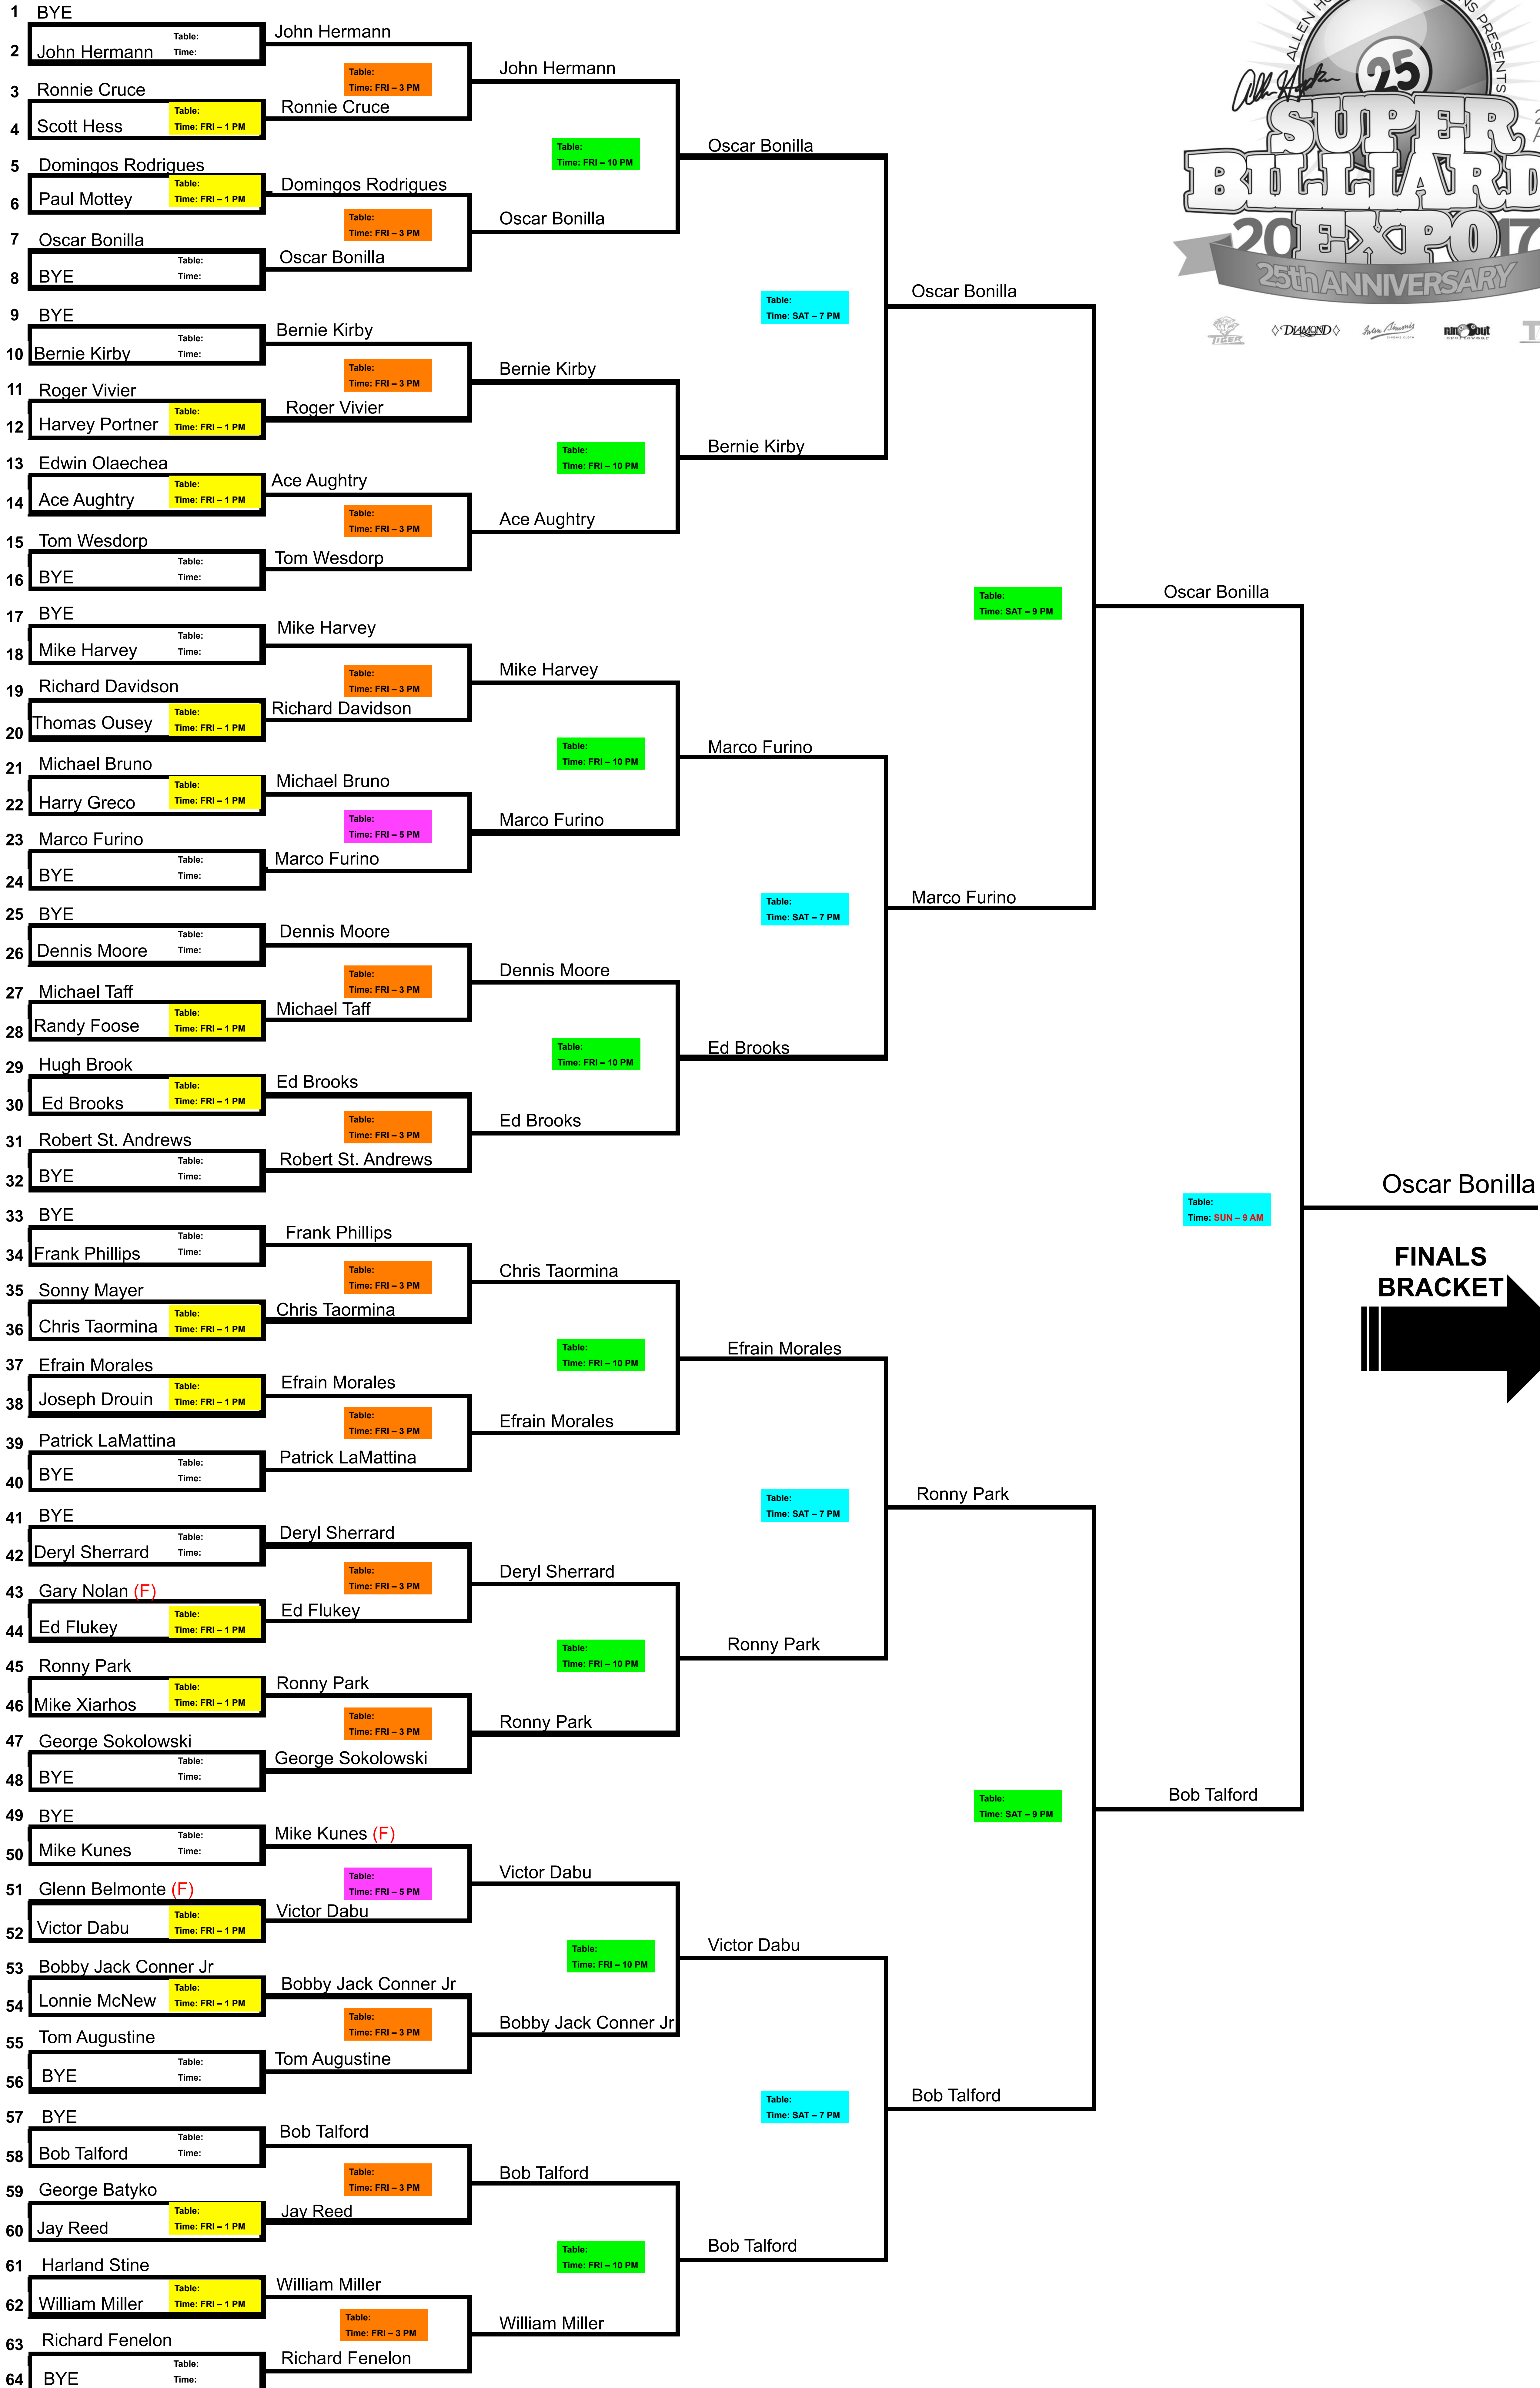 1 BYE
Table:
2 John Hermann Time:
3 Ronnie Cruce
Table:
4 Scott Hess Time: FRI – 1 PM
5 Domingos Rodrigues
Table:
6 Paul Mottey Time: FRI – 1 PM
7 Oscar Bonilla
Table:
8 BYE Time:
9 BYE
Table:
10 Bernie Kirby Time:
11 Roger Vivier
Table:
12 Harvey Portner Time: FRI – 1 PM
13 Edwin Olaechea
Table:
14 Ace Aughtry Time: FRI – 1 PM
15 Tom Wesdorp
Table:
16 BYE Time:
17 BYE
Table:
18 Mike Harvey Time:
19 Richard Davidson
Table:
20 Thomas Ousey Time: FRI – 1 PM
21 Michael Bruno
Table:
22 Harry Greco Time: FRI – 1 PM
23 Marco Furino
Table:
24 BYE Time:
25 BYE
Table:
26 Dennis Moore Time:
27 Michael Taff
Table:
28 Randy Foose Time: FRI – 1 PM
29 Hugh Brook
Table:
30 Ed Brooks Time: FRI – 1 PM
31 Robert St. Andrews
Table:
32 BYE Time:
33 BYE
Table:
34 Frank Phillips Time:
35 Sonny Mayer
Table:
36 Chris Taormina Time: FRI – 1 PM
37 Efrain Morales
Table:
38 Joseph Drouin Time: FRI – 1 PM
39 Patrick LaMattina
Table:
40 BYE Time:
41 BYE
Table:
42 Deryl Sherrard Time:
43 Gary Nolan (F)
Table:
44 Ed Flukey Time: FRI – 1 PM
45 Ronny Park
Table:
46 Mike Xiarhos Time: FRI – 1 PM
47 George Sokolowski
Table:
48 BYE Time:
49 BYE
Table:
50 Mike Kunes Time:
51 Glenn Belmonte (F)
Table:
52 Victor Dabu Time: FRI – 1 PM
53 Bobby Jack Conner Jr
Table:
54 Lonnie McNew Time: FRI – 1 PM
55 Tom Augustine
Table:
56 BYE Time:
57 BYE
Table:
58 Bob Talford Time:
59 George Batyko
Table:
60 Jay Reed Time: FRI – 1 PM
61 Harland Stine
Table:
62 William Miller Time: FRI – 1 PM
63 Richard Fenelon
Table:
64 BYE Time:
John Hermann
Table:
Time: FRI – 3 PM
Ronnie Cruce
Domingos Rodrigues
Table:
Time: FRI – 3 PM
Oscar Bonilla
Bernie Kirby
Table:
Time: FRI – 3 PM
Roger Vivier
Ace Aughtry
Table:
Time: FRI – 3 PM
Tom Wesdorp
Mike Harvey
Table:
Time: FRI – 3 PM
Richard Davidson
Michael Bruno
Table:
Time: FRI – 5 PM
Marco Furino
Dennis Moore
Table:
Time: FRI – 3 PM
Michael Taff
Ed Brooks
Table:
Time: FRI – 3 PM
Robert St. Andrews
Frank Phillips
Table:
Time: FRI – 3 PM
Chris Taormina
Efrain Morales
Table:
Time: FRI – 3 PM
Patrick LaMattina
Deryl Sherrard
Table:
Time: FRI – 3 PM
Ed Flukey
Ronny Park
Table:
Time: FRI – 3 PM
George Sokolowski
Mike Kunes (F)
Table:
Time: FRI – 5 PM
Victor Dabu
Bobby Jack Conner Jr
Table:
Time: FRI – 3 PM
Tom Augustine
Bob Talford
Table:
Time: FRI – 3 PM
Jay Reed
William Miller
Table:
Time: FRI – 3 PM
Richard Fenelon
John Hermann
Table:
Time: FRI – 10 PM
Oscar Bonilla
Bernie Kirby
Table:
Time: FRI – 10 PM
Ace Aughtry
Mike Harvey
Table:
Time: FRI – 10 PM
Marco Furino
Dennis Moore
Table:
Time: FRI – 10 PM
Ed Brooks
Chris Taormina
Table:
Time: FRI – 10 PM
Efrain Morales
Deryl Sherrard
Table:
Time: FRI – 10 PM
Ronny Park
Victor Dabu
Table:
Time: FRI – 10 PM
Bobby Jack Conner Jr
Bob Talford
Table:
Time: FRI – 10 PM
William Miller
Oscar Bonilla
Table:
Time: SAT – 7 PM
Bernie Kirby
Marco Furino
Table:
Time: SAT – 7 PM
Ed Brooks
Efrain Morales
Table:
Time: SAT – 7 PM
Ronny Park
Victor Dabu
Table:
Time: SAT – 7 PM
Bob Talford
Oscar Bonilla
Table:
Time: SAT – 9 PM
Marco Furino
Ronny Park
Table:
Time: SAT – 9 PM
Bob Talford
Oscar Bonilla
Table:
Time: SUN – 9 AM
Bob Talford
Oscar Bonilla
FINALS
BRACKET
25
SUPER
BILLIARD
EXPO
2017
25th ANNIVERSARY
TIGER DIAMOND run out